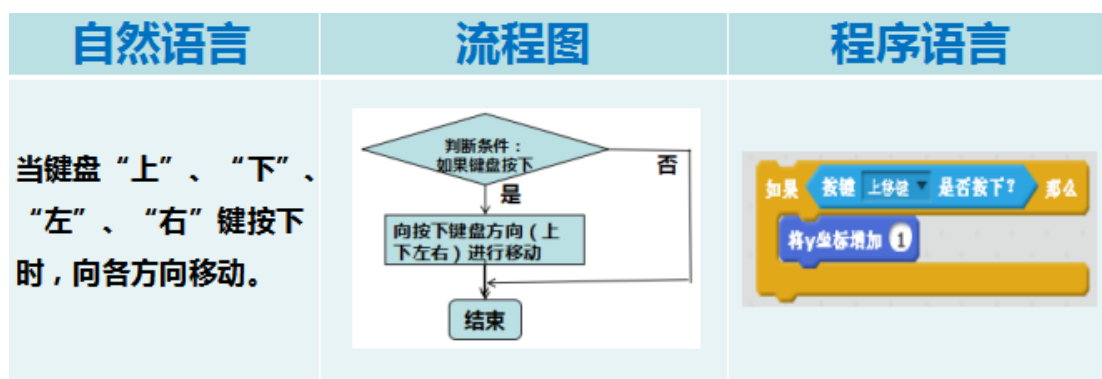 自然语言
流程图
程序语言
当键盘“上”、“下”、
“左”、“右”键按下
时，向各方向移动。
判断条件：
如果键盘按下
否
是
向按下键盘方向（上
下左右）进行移动
结束
如果 按键 上移键 是否按下？ 那么
将y坐标增加 1